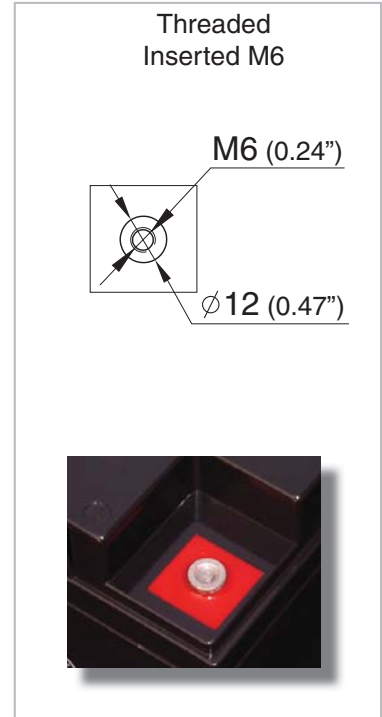 Threaded
Inserted M6
M6 (0.24”)
⌀12 (0.47”)